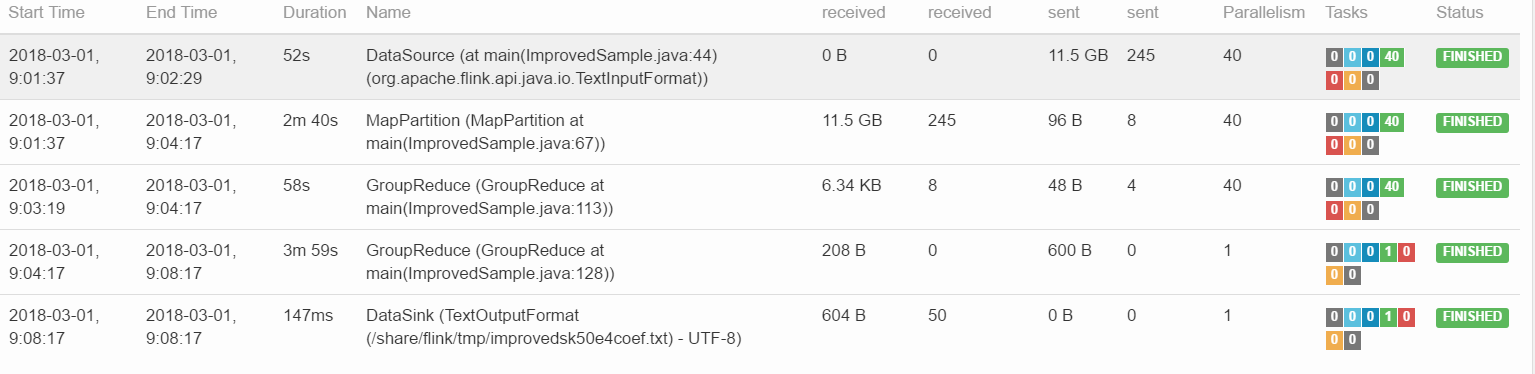 Start Time End Time Duration Name received received sent sent Parallelism Tasks Status
2018-03-01, 2018-03-01, 52s DataSource (at main(ImprovedSample.java:44) 0 B 0 11.5 GB 245 40 0 0 0 40 FINISHED
9:01:37 9:02:29 (org.apache.flink.api.java.io.TextInputFormat)) 0 0 0
2018-03-01, 2018-03-01, 2m 40s MapPartition (MapPartition at 11.5 GB 245 96 B 8 40 0 0 0 40 FINISHED
9:01:37 9:04:17 main(ImprovedSample.java:67)) 0 0 0
2018-03-01, 2018-03-01, 58s GroupReduce (GroupReduce at 6.34 KB 8 48 B 4 40 0 0 0 40 FINISHED
9:03:19 9:04:17 main(ImprovedSample.java:113)) 0 0 0
2018-03-01, 2018-03-01, 3m 59s GroupReduce (GroupReduce at 208 B 0 600 B 0 1 0 0 0 1 0 FINISHED
9:04:17 9:08:17 main(ImprovedSample.java:128)) 0 0
2018-03-01, 2018-03-01, 147ms DataSink (TextOutputFormat 604 B 50 0 B 0 1 0 0 0 1 0 FINISHED
9:08:17 9:08:17 (/share/flink/tmp/improvedsk50e4coef.txt) - UTF-8) 0 0